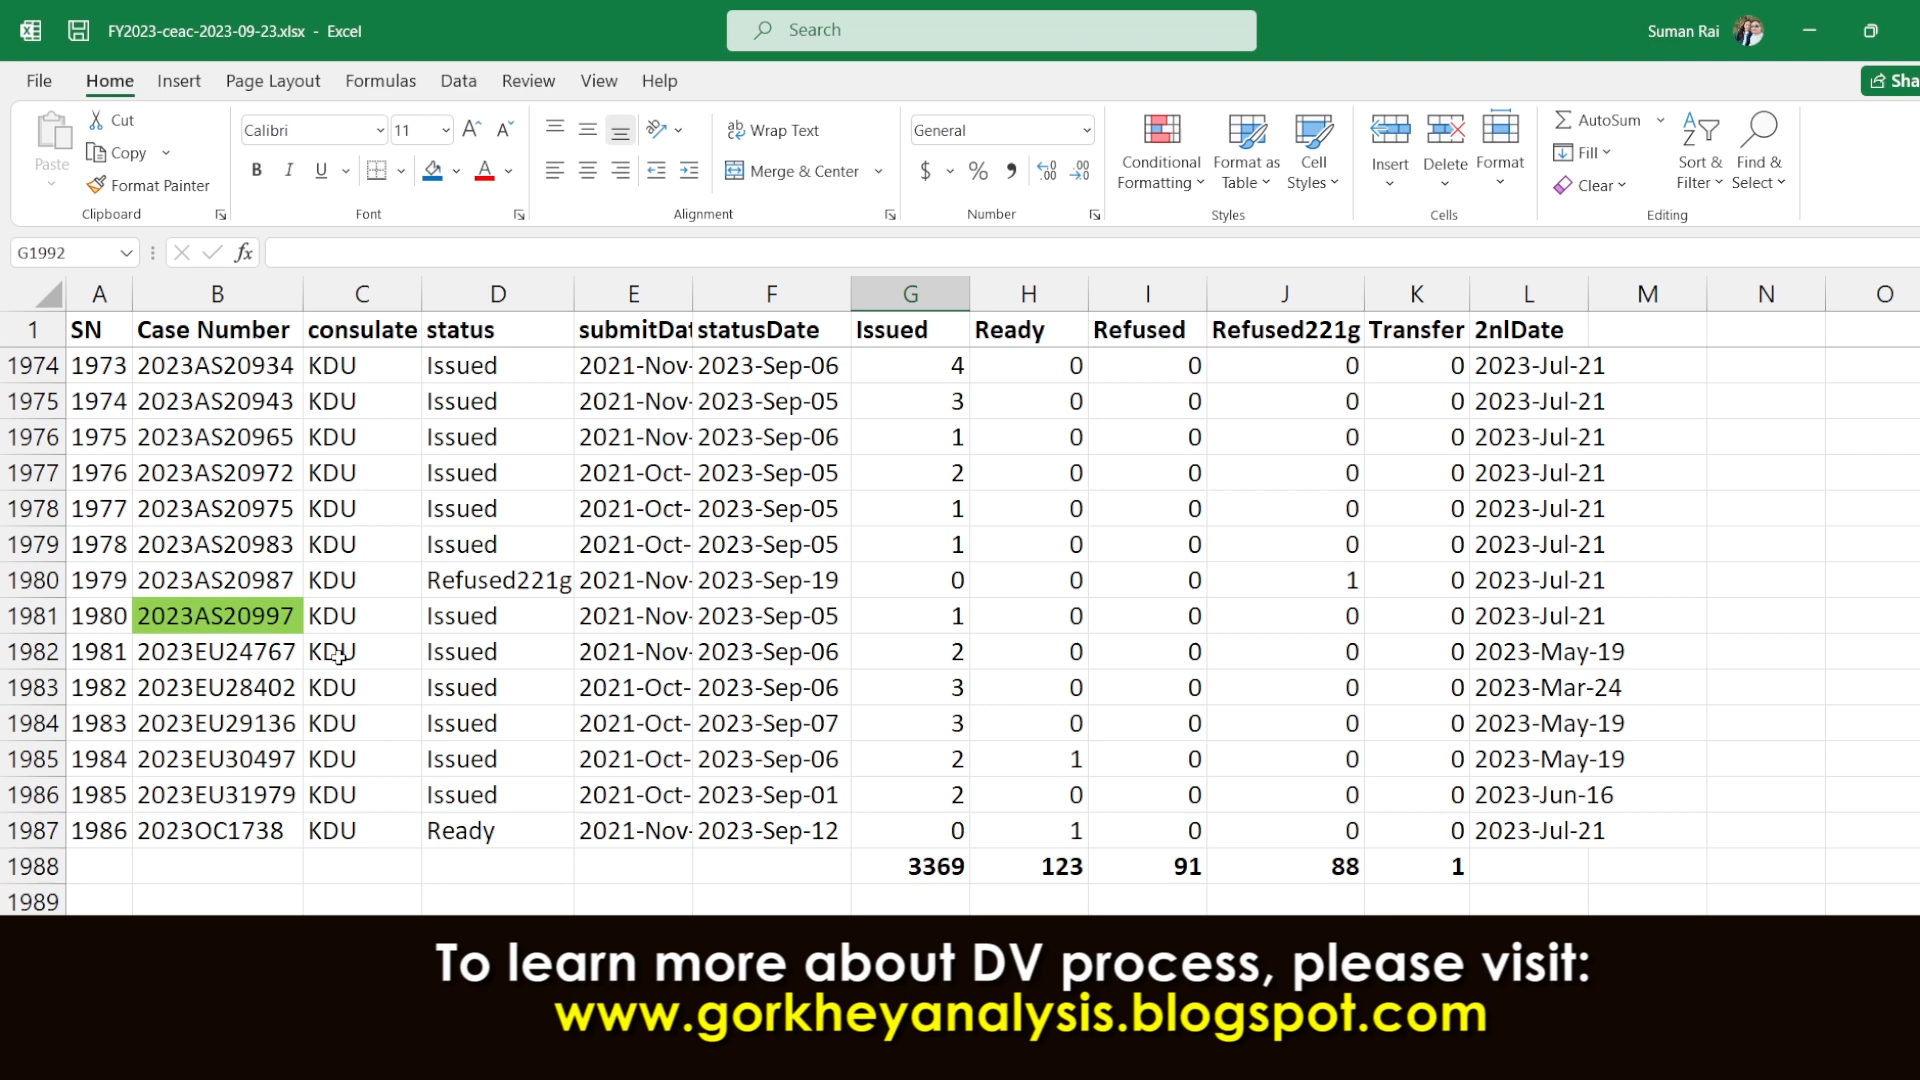 FY2023-ceac-2023-09-23.xlsx - Excel
Search
Suman Rai
File Home Insert Page Layout Formulas Data Review View Help
Sha
Paste
Cut
Copy
Format Painter
Clipboard
Calibri 11
B I U
Font
Wrap Text
Merge & Center
Alignment
General
$ % ,
Number
Conditional Formatting
Format as Table
Cell Styles
Styles
Insert Delete Format
Cells
AutoSum
Fill
Clear
Sort & Filter
Find & Select
Editing
G1992 fx
A B C D E F G H I J K L M N O
1 SN Case Number consulate status submitDat statusDate Issued Ready Refused Refused221g Transfer 2nlDate
1974 1973 2023AS20934 KDU Issued 2021-Nov- 2023-Sep-06 4 0 0 0 0 2023-Jul-21
1975 1974 2023AS20943 KDU Issued 2021-Nov- 2023-Sep-05 3 0 0 0 0 2023-Jul-21
1976 1975 2023AS20965 KDU Issued 2021-Nov- 2023-Sep-06 1 0 0 0 0 2023-Jul-21
1977 1976 2023AS20972 KDU Issued 2021-Oct- 2023-Sep-05 2 0 0 0 0 2023-Jul-21
1978 1977 2023AS20975 KDU Issued 2021-Oct- 2023-Sep-05 1 0 0 0 0 2023-Jul-21
1979 1978 2023AS20983 KDU Issued 2021-Oct- 2023-Sep-05 1 0 0 0 0 2023-Jul-21
1980 1979 2023AS20987 KDU Refused221g 2021-Nov- 2023-Sep-19 0 0 0 1 0 2023-Jul-21
1981 1980 2023AS20997 KDU Issued 2021-Nov- 2023-Sep-05 1 0 0 0 0 2023-Jul-21
1982 1981 2023EU24767 KDU Issued 2021-Nov- 2023-Sep-06 2 0 0 0 0 2023-May-19
1983 1982 2023EU28402 KDU Issued 2021-Oct- 2023-Sep-06 3 0 0 0 0 2023-Mar-24
1984 1983 2023EU29136 KDU Issued 2021-Oct- 2023-Sep-07 3 0 0 0 0 2023-May-19
1985 1984 2023EU30497 KDU Issued 2021-Oct- 2023-Sep-06 2 1 0 0 0 2023-May-19
1986 1985 2023EU31979 KDU Issued 2021-Oct- 2023-Sep-01 2 0 0 0 0 2023-Jun-16
1987 1986 2023OC1738 KDU Ready 2021-Nov- 2023-Sep-12 0 1 0 0 0 2023-Jul-21
1988 3369 123 91 88 1
1989
To learn more about DV process, please visit:
www.gorkheyanalysis.blogspot.com